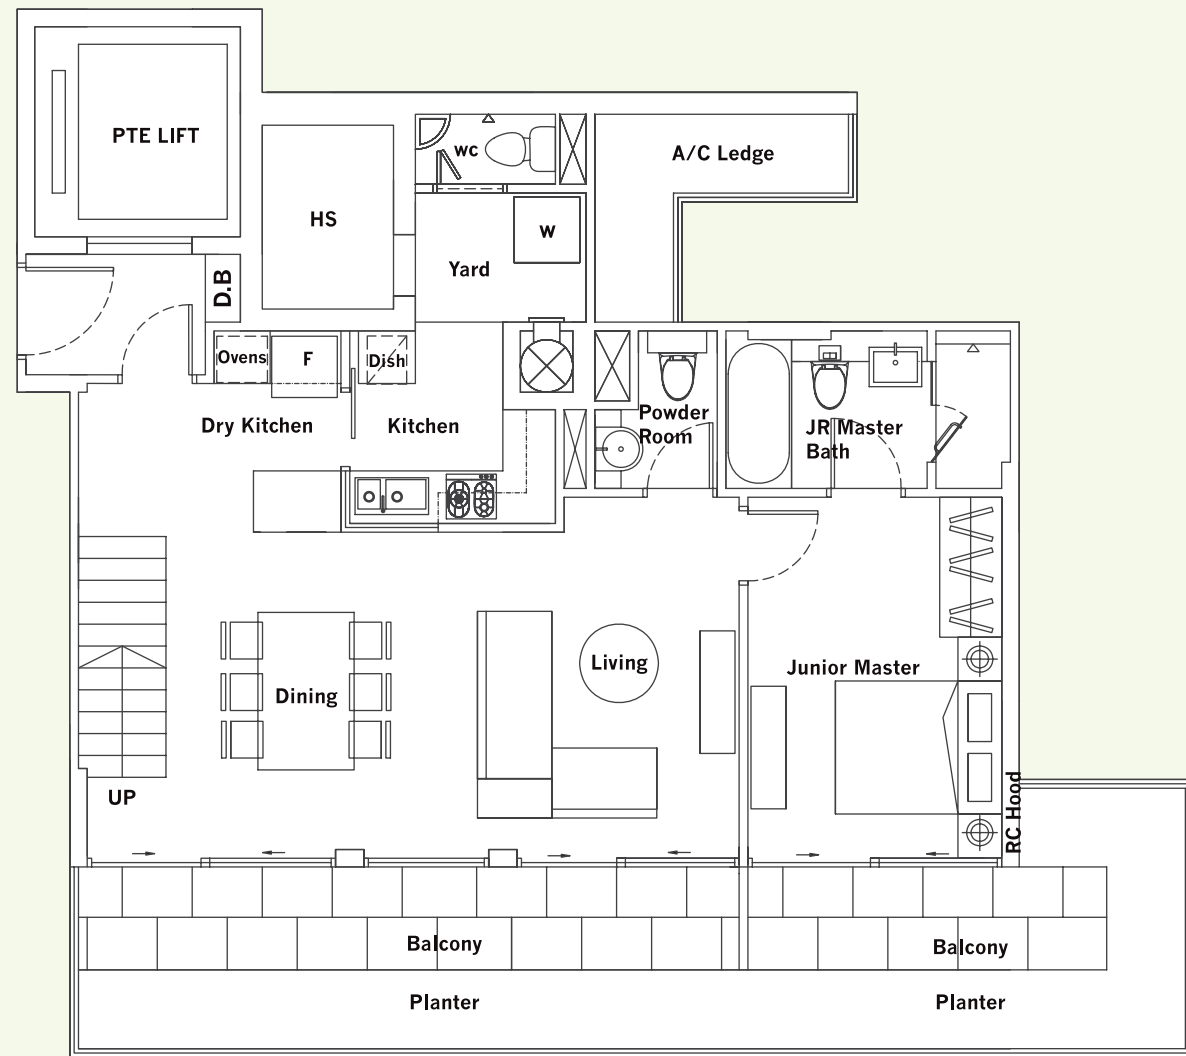 PTE LIFT
wc
A/C Ledge
HS
W
Yard
D.B
Ovens
F
Dish
Powder
Room
Dry Kitchen
Kitchen
JR Master
Bath
Living
Junior Master
Dining
UP
RC Hood
Balcony
Balcony
Planter
Planter